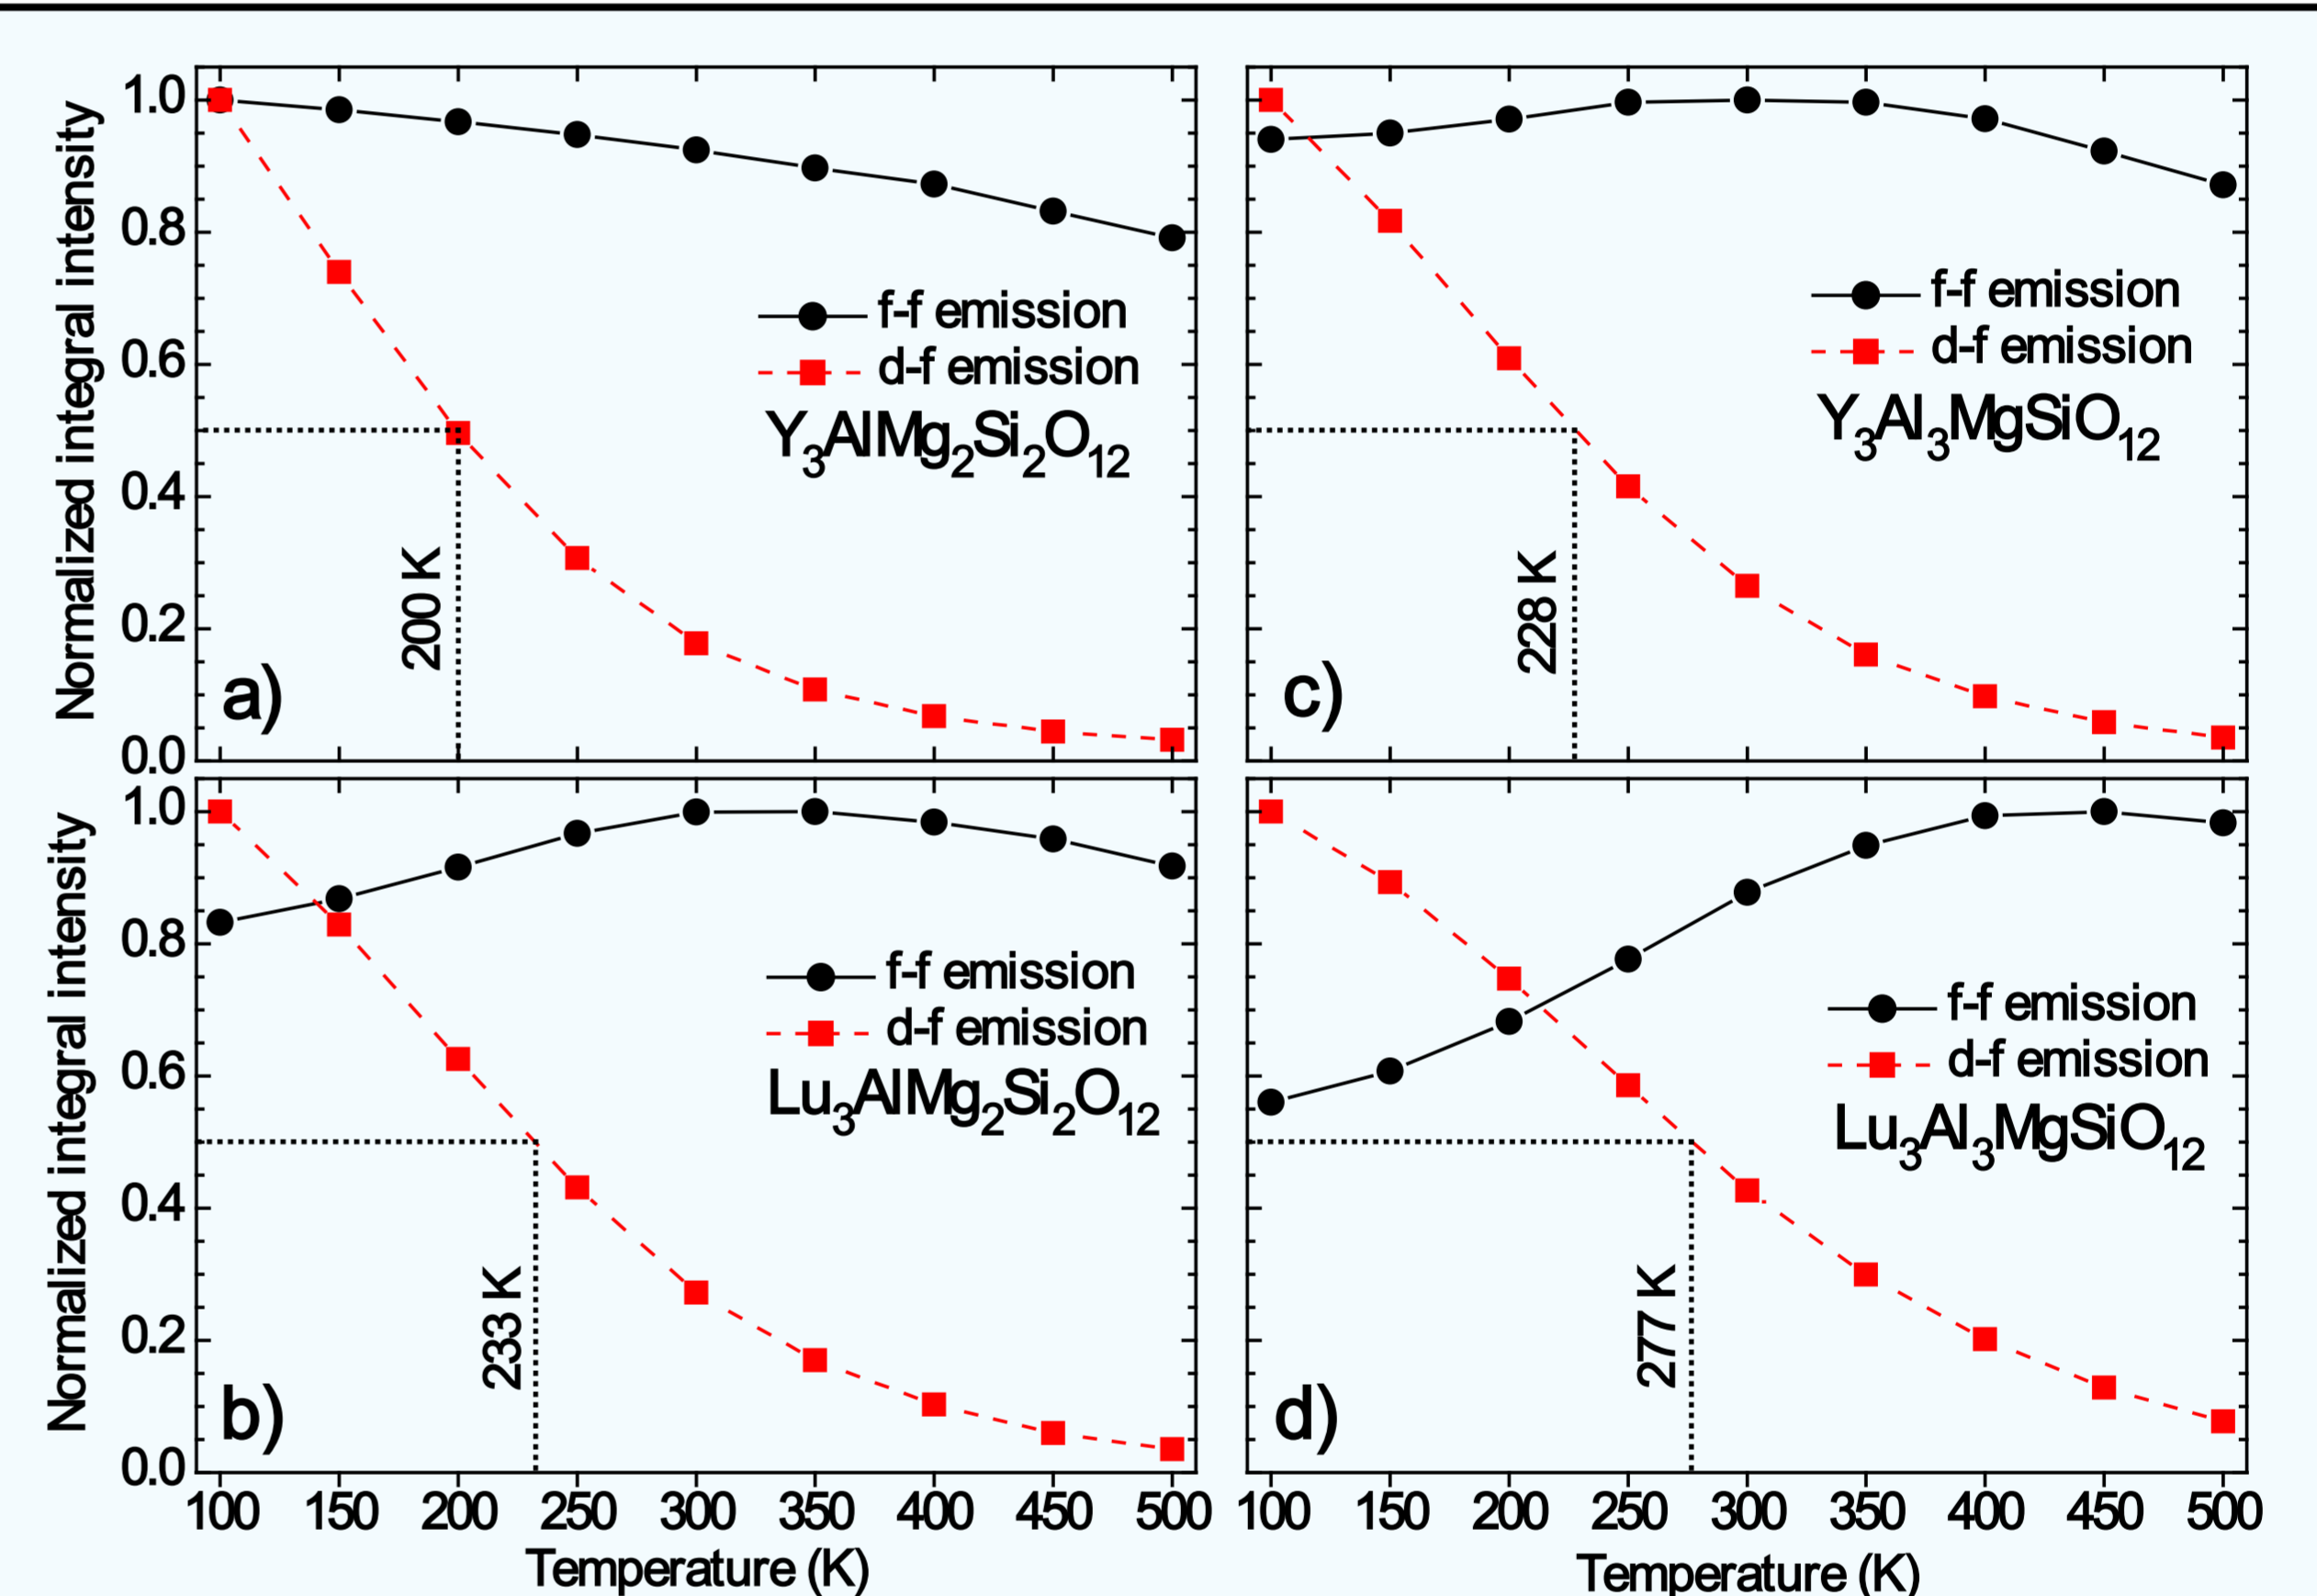 Normalized integral intensity
1.0
0.8
0.6
0.4
0.2
0.0
f-f emission
d-f emission
Y₃AlMg₂Si₂O₁₂
200 K
a)
f-f emission
d-f emission
Y₃Al₃MgSiO₁₂
228 K
c)
Normalized integral intensity
1.0
0.8
0.6
0.4
0.2
0.0
f-f emission
d-f emission
Lu₃AlMg₂Si₂O₁₂
233 K
b)
100 150 200 250 300 350 400 450 500
Temperature (K)
f-f emission
d-f emission
Lu₃Al₃MgSiO₁₂
277 K
d)
100 150 200 250 300 350 400 450 500
Temperature (K)